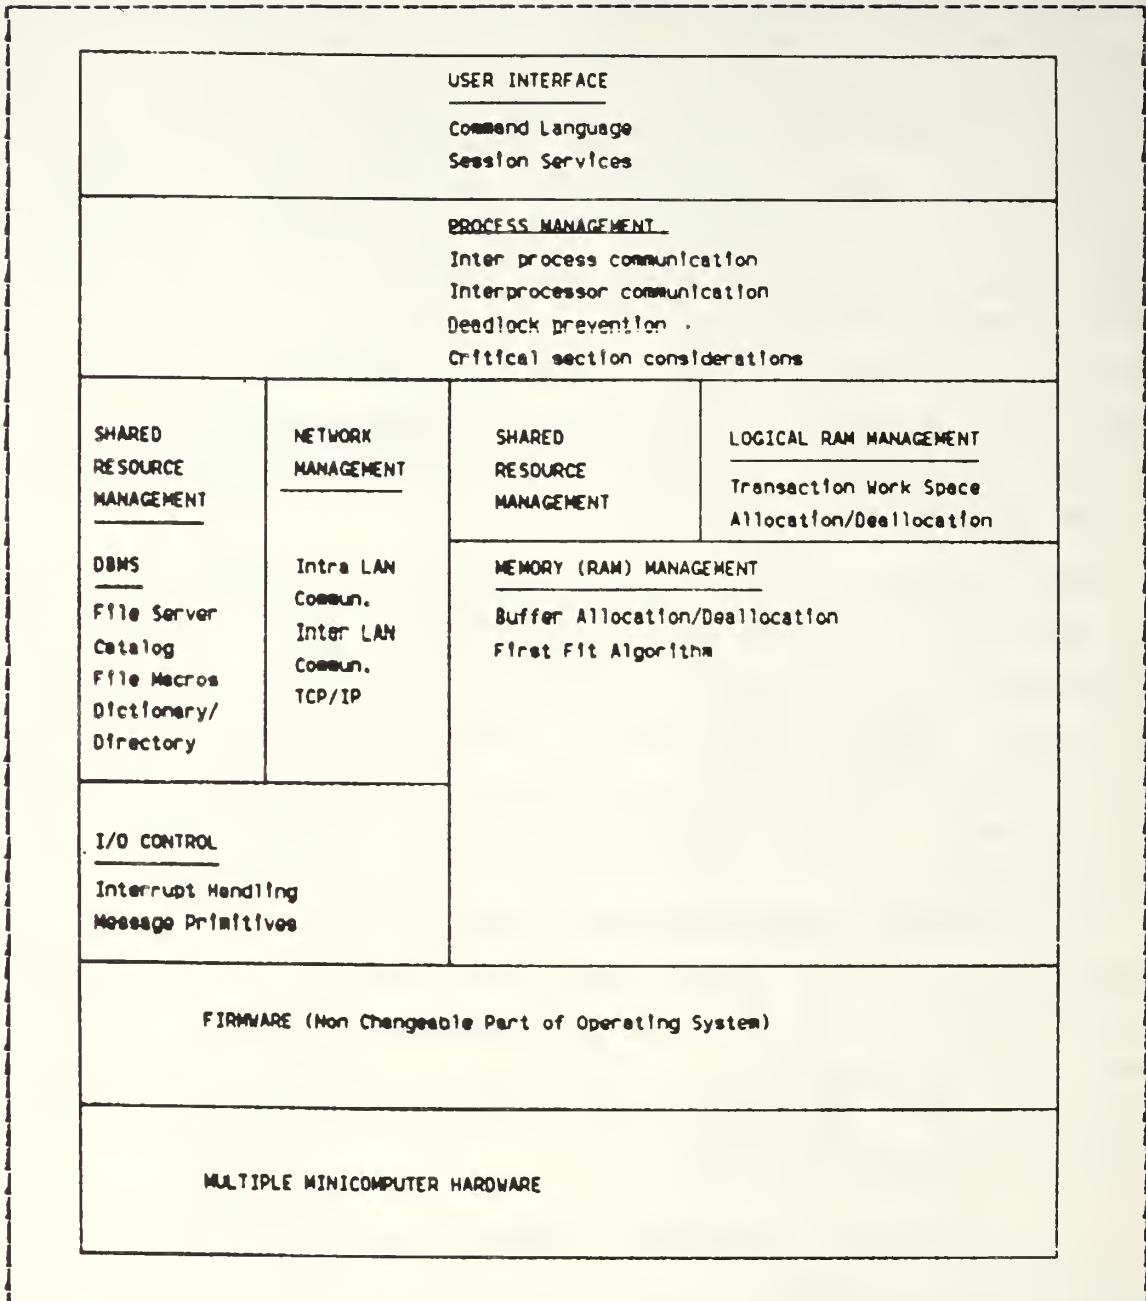 USER INTERFACE
Command Language
Session Services
PROCESS MANAGEMENT
Inter process communication
Interprocessor communication
Deadlock prevention
Critical section considerations
SHARED
RESOURCE
MANAGEMENT
DBMS
File Server
Catalog
File Macros
Dictionary/
Directory
NETWORK
MANAGEMENT
Intra LAN
Commun.
Inter LAN
Commun.
TCP/IP
SHARED
RESOURCE
MANAGEMENT
LOGICAL RAM MANAGEMENT
Transaction Work Space
Allocation/Deallocation
MEMORY (RAM) MANAGEMENT
Buffer Allocation/Deallocation
First Fit Algorithm
I/O CONTROL
Interrupt Handling
Message Primitives
FIRMWARE (Non Changeable Part of Operating System)
MULTIPLE MINICOMPUTER HARDWARE